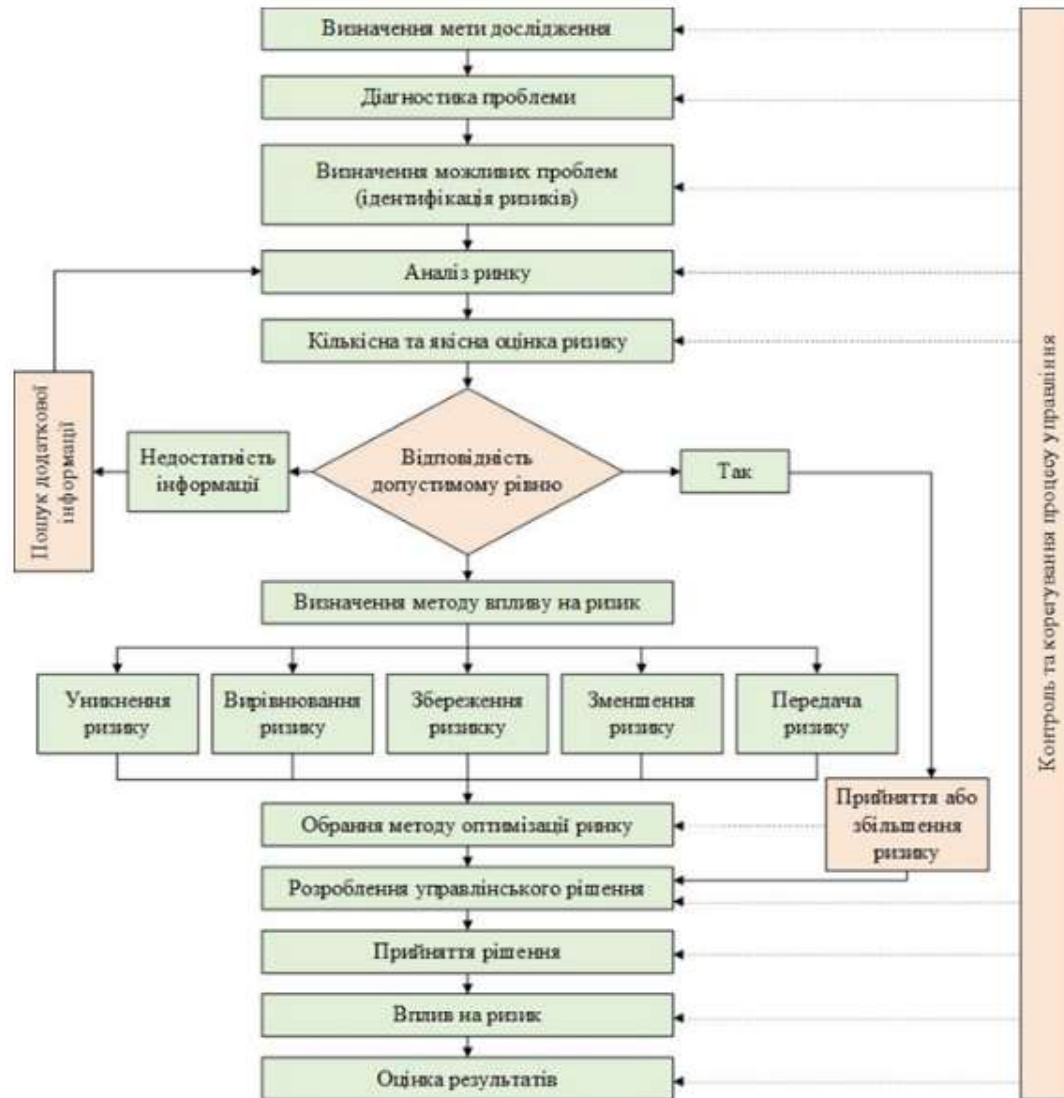 Визначення мети дослідження
Діагностика проблеми
Визначення можливих проблем
(ідентифікація ризиків)
Аналіз ринку
Кількісна та якісна оцінка ризику
Пошук додаткової
інформації
Недостатність
інформації
Відповідність
допустимому рівню
Так
Визначення методу впливу на ризик
Уникнення
ризику
Вирівнювання
ризику
Збереження
ризикку
Зменшення
ризику
Передача
ризику
Прийняття або
збільшення
ризику
Обрання методу оптимізації ринку
Розроблення управлінського рішення
Прийняття рішення
Вплив на ризик
Оцінка результатів
Контроль та корегування процесу управління